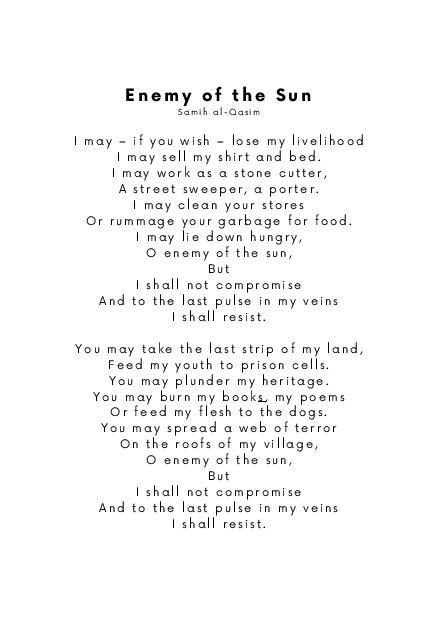 Enemy of the Sun
Samih al-Qasim
I may – if you wish – lose my livelihood
I may sell my shirt and bed.
I may work as a stone cutter,
A street sweeper, a porter.
I may clean your stores
Or rummage your garbage for food.
I may lie down hungry,
O enemy of the sun,
But
I shall not compromise
And to the last pulse in my veins
I shall resist.
You may take the last strip of my land,
Feed my youth to prison cells.
You may plunder my heritage.
You may burn my books, my poems
Or feed my flesh to the dogs.
You may spread a web of terror
On the roofs of my village,
O enemy of the sun,
But
I shall not compromise
And to the last pulse in my veins
I shall resist.